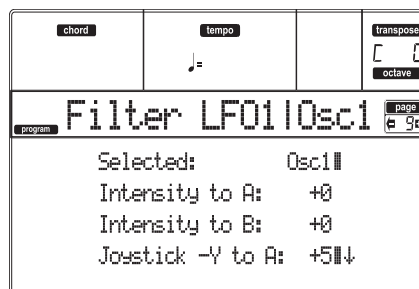 chord tempo transpose
♩=
octave
program Filter LFO1|Osc1 page
Selected: Osc1
Intensity to A: +0
Intensity to B: +0
Joystick -Y to A: +5